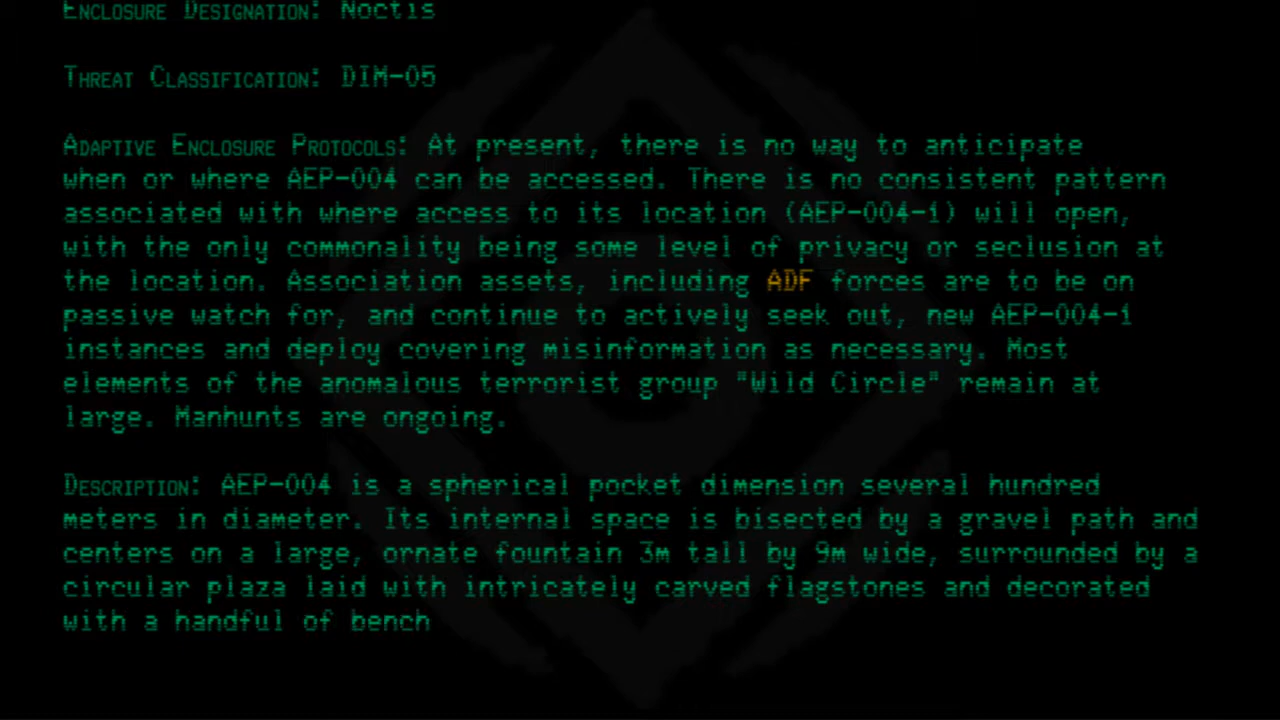 Enclosure Designation: Noctis
Threat Classification: DIM-05
Adaptive Enclosure Protocols: At present, there is no way to anticipate
when or where AEP-004 can be accessed. There is no consistent pattern
associated with where access to its location (AEP-004-1) will open,
with the only commonality being some level of privacy or seclusion at
the location. Association assets, including ADF forces are to be on
passive watch for, and continue to actively seek out, new AEP-004-1
instances and deploy covering misinformation as necessary. Most
elements of the anomalous terrorist group "Wild Circle" remain at
large. Manhunts are ongoing.
Description: AEP-004 is a spherical pocket dimension several hundred
meters in diameter. Its internal space is bisected by a gravel path and
centers on a large, ornate fountain 3m tall by 9m wide, surrounded by a
circular plaza laid with intricately carved flagstones and decorated
with a handful of bench